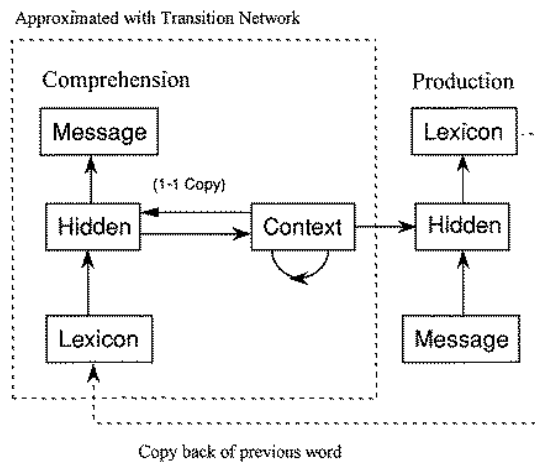 Approximated with Transition Network
Comprehension
Production
Message
Lexicon
(1-1 Copy)
Hidden
Context
Hidden
Lexicon
Message
Copy back of previous word